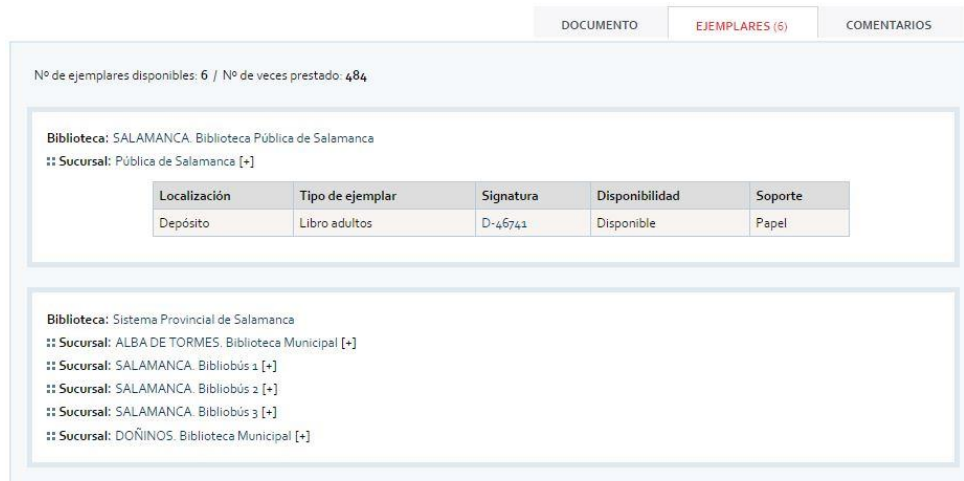 DOCUMENTO EJEMPLARES (6) COMENTARIOS
Nº de ejemplares disponibles: 6 / Nº de veces prestado: 484
Biblioteca: SALAMANCA. Biblioteca Pública de Salamanca
:: Sucursal: Pública de Salamanca [+]
Localización Tipo de ejemplar Signatura Disponibilidad Soporte
Depósito Libro adultos D-46741 Disponible Papel
Biblioteca: Sistema Provincial de Salamanca
:: Sucursal: ALBA DE TORMES. Biblioteca Municipal [+]
:: Sucursal: SALAMANCA. Bibliobús 1 [+]
:: Sucursal: SALAMANCA. Bibliobús 2 [+]
:: Sucursal: SALAMANCA. Bibliobús 3 [+]
:: Sucursal: DOÑINOS. Biblioteca Municipal [+]